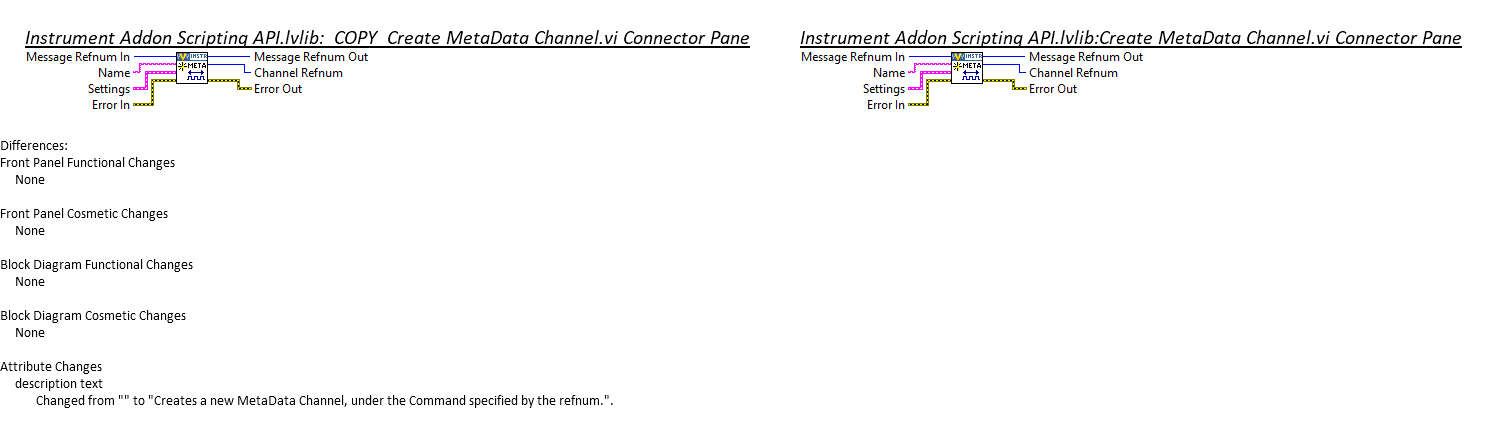 Instrument Addon Scripting API.lvlib:_COPY_Create MetaData Channel.vi Connector Pane
Message Refnum In
INSTR
Message Refnum Out
Name
META
Channel Refnum
Settings
Error Out
Error In
Instrument Addon Scripting API.lvlib:Create MetaData Channel.vi Connector Pane
Message Refnum In
INSTR
Message Refnum Out
Name
META
Channel Refnum
Settings
Error Out
Error In
Differences:
Front Panel Functional Changes
None
Front Panel Cosmetic Changes
None
Block Diagram Functional Changes
None
Block Diagram Cosmetic Changes
None
Attribute Changes
description text
Changed from "" to "Creates a new MetaData Channel, under the Command specified by the refnum.".